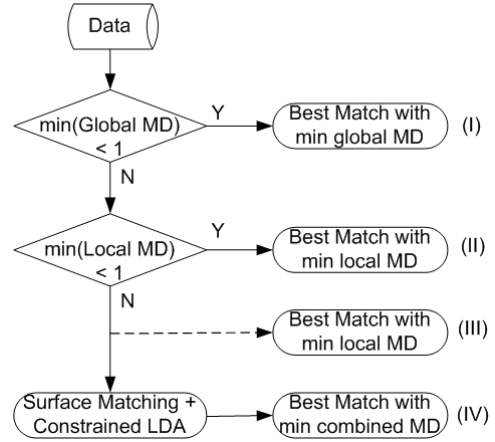 Data
min(Global MD)
< 1
Y
Best Match with
min global MD
(I)
N
min(Local MD)
< 1
Y
Best Match with
min local MD
(II)
N
Best Match with
min local MD
(III)
Surface Matching +
Constrained LDA
Best Match with
min combined MD
(IV)